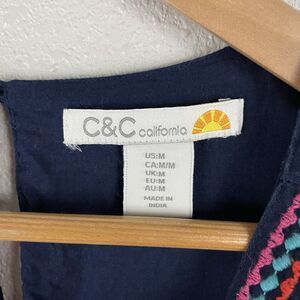 C&C california
US:M
CA:M/M
UK:M
EU:M
AU:M
MADE IN
INDIA